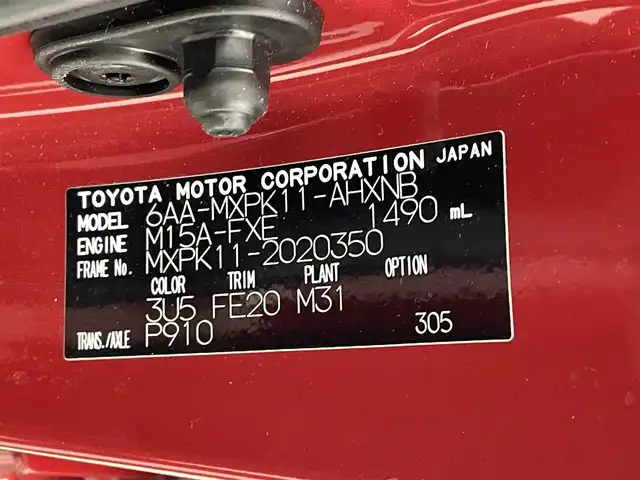 TOYOTA MOTOR CORPORATION JAPAN
MODEL 6AA-MXPK11-AHXNB
ENGINE M15A-FXE 1490 mL
FRAME No. MXPK11-2020350
COLOR TRIM PLANT OPTION
3U5 FE20 M31
TRANS./AXLE P910 305